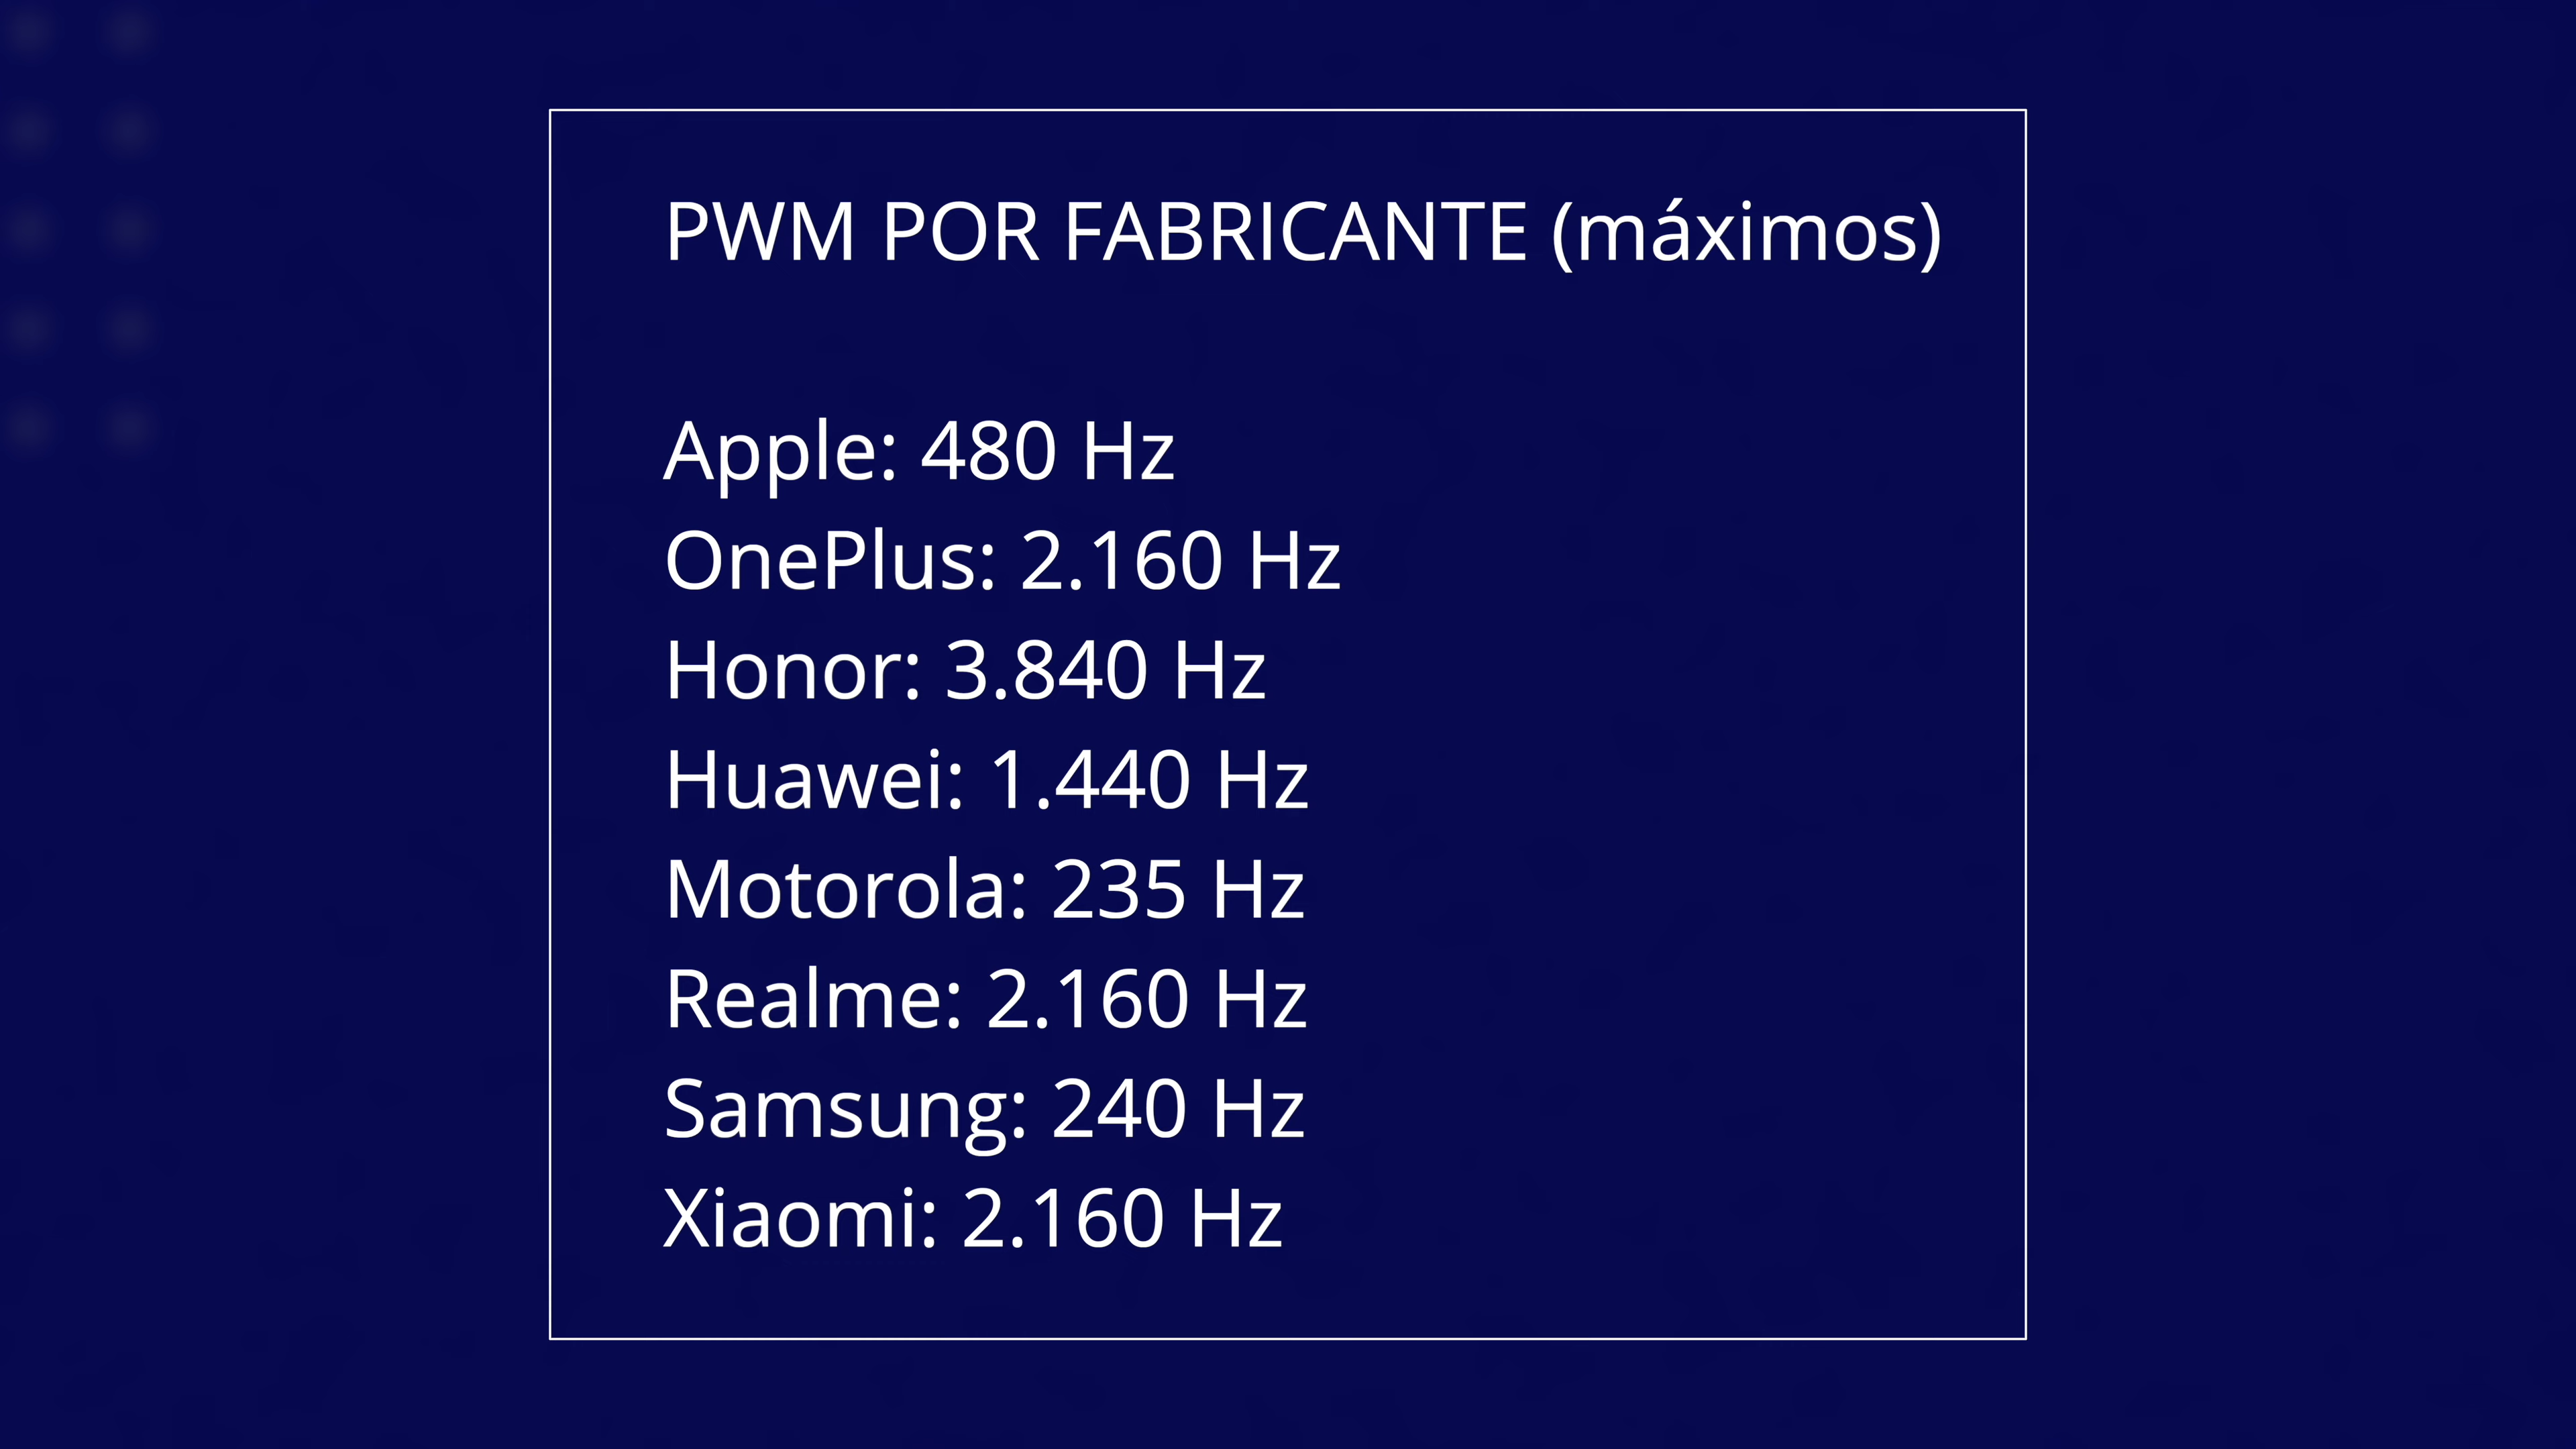 PWM POR FABRICANTE (máximos)
Apple: 480 Hz
OnePlus: 2.160 Hz
Honor: 3.840 Hz
Huawei: 1.440 Hz
Motorola: 235 Hz
Realme: 2.160 Hz
Samsung: 240 Hz
Xiaomi: 2.160 Hz